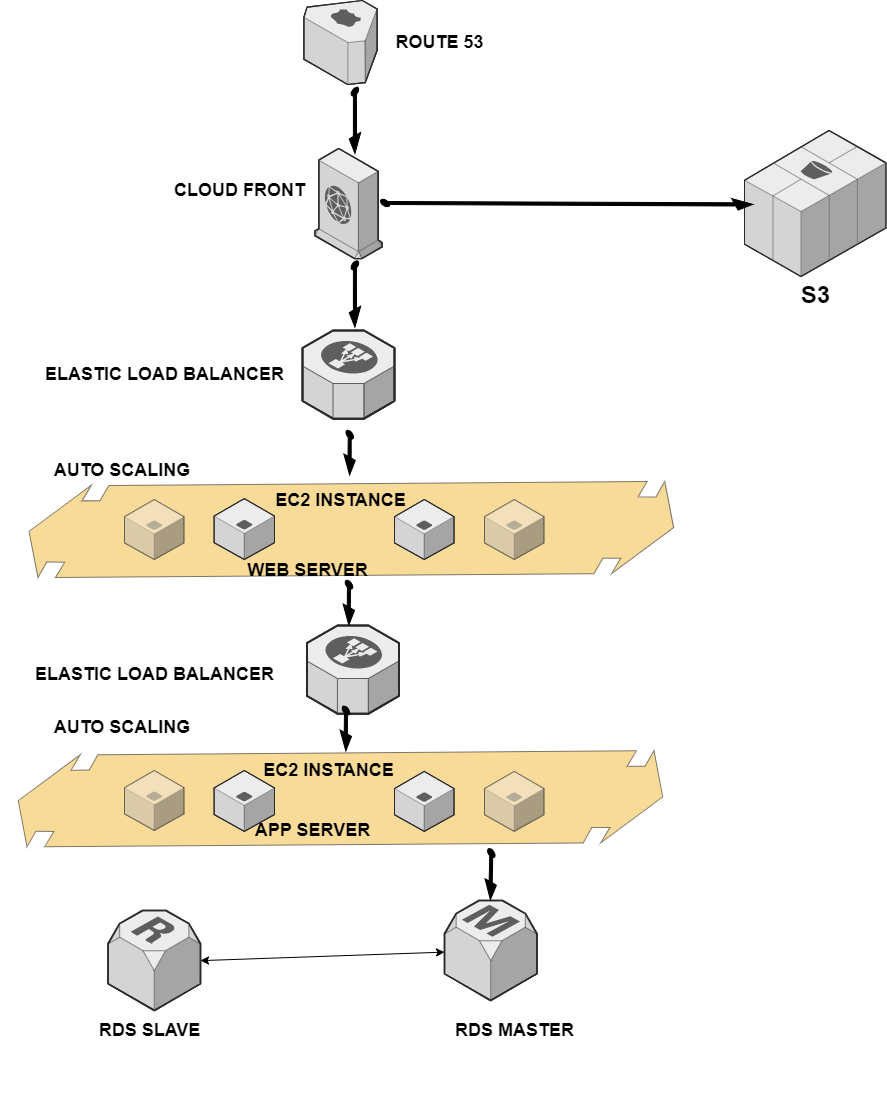 ROUTE 53
CLOUD FRONT
S3
ELASTIC LOAD BALANCER
AUTO SCALING
EC2 INSTANCE
WEB SERVER
ELASTIC LOAD BALANCER
AUTO SCALING
EC2 INSTANCE
APP SERVER
R
M
RDS SLAVE
RDS MASTER